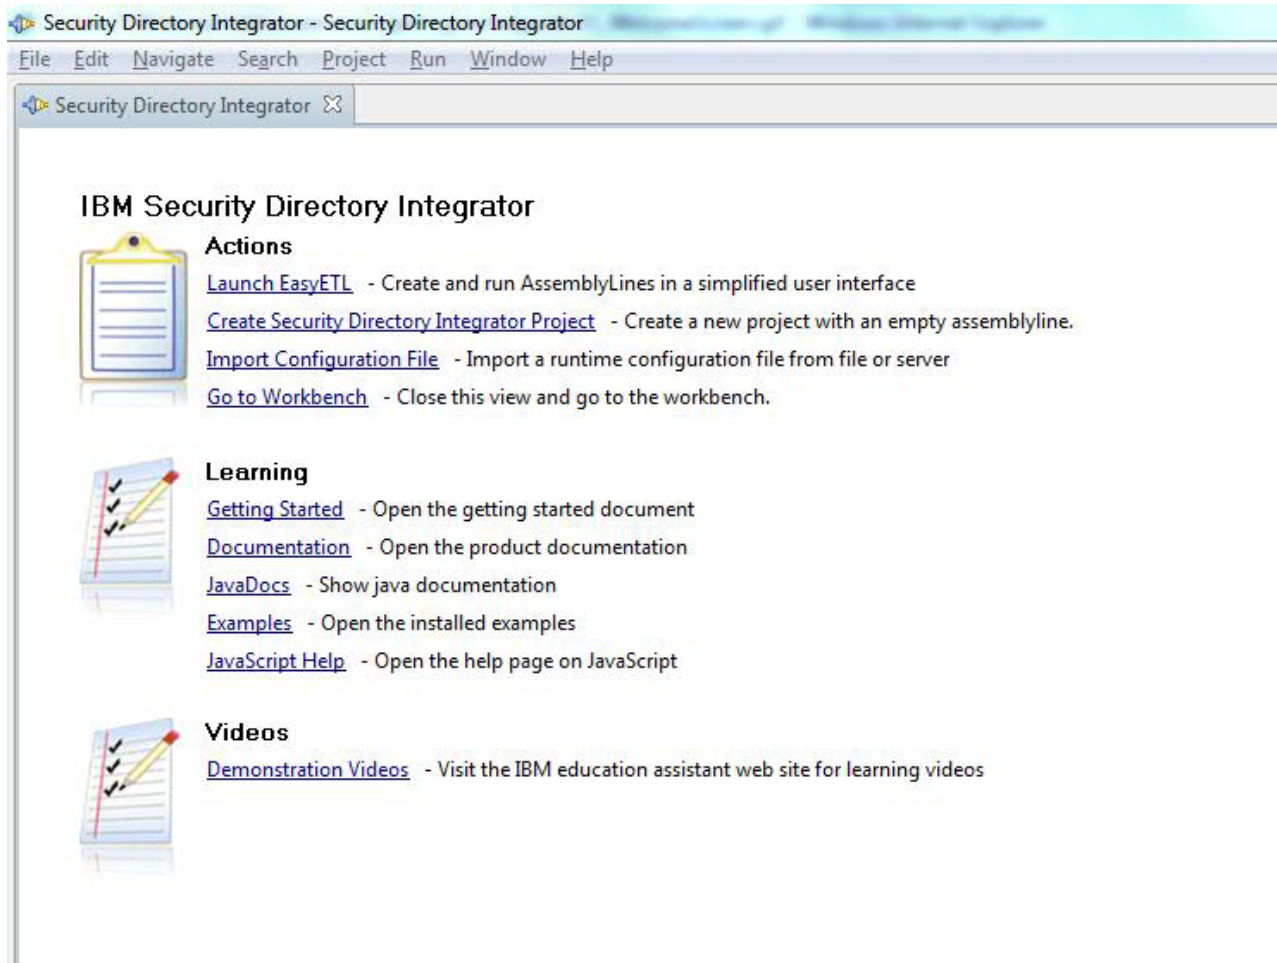 Security Directory Integrator - Security Directory Integrator
File Edit Navigate Search Project Run Window Help
Security Directory Integrator
IBM Security Directory Integrator
Actions
Launch EasyETL - Create and run AssemblyLines in a simplified user interface
Create Security Directory Integrator Project - Create a new project with an empty assemblyline.
Import Configuration File - Import a runtime configuration file from file or server
Go to Workbench - Close this view and go to the workbench.
Learning
Getting Started - Open the getting started document
Documentation - Open the product documentation
JavaDocs - Show java documentation
Examples - Open the installed examples
JavaScript Help - Open the help page on JavaScript
Videos
Demonstration Videos - Visit the IBM education assistant web site for learning videos